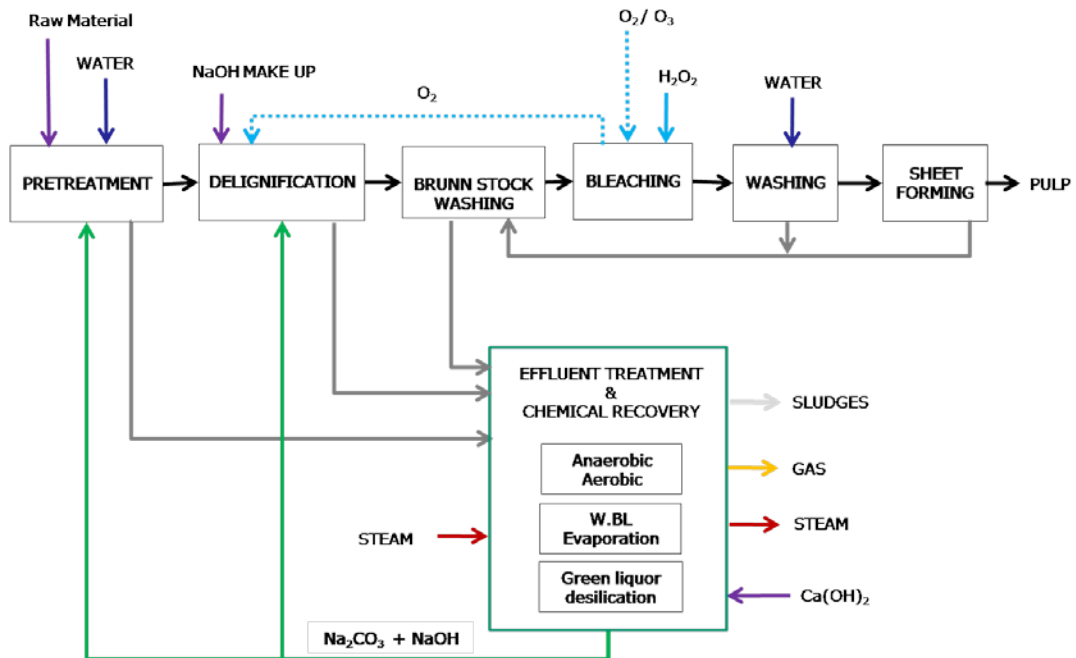 Raw Material
O₂/ O₃
WATER
NaOH MAKE UP
O₂
H₂O₂
WATER
PRETREATMENT
DELIGNIFICATION
BRUNN STOCK
WASHING
BLEACHING
WASHING
SHEET
FORMING
PULP
EFFLUENT TREATMENT
&
CHEMICAL RECOVERY
SLUDGES
Anaerobic
Aerobic
GAS
STEAM
W.BL
Evaporation
STEAM
Green liquor
desilication
Ca(OH)₂
Na₂CO₃ + NaOH